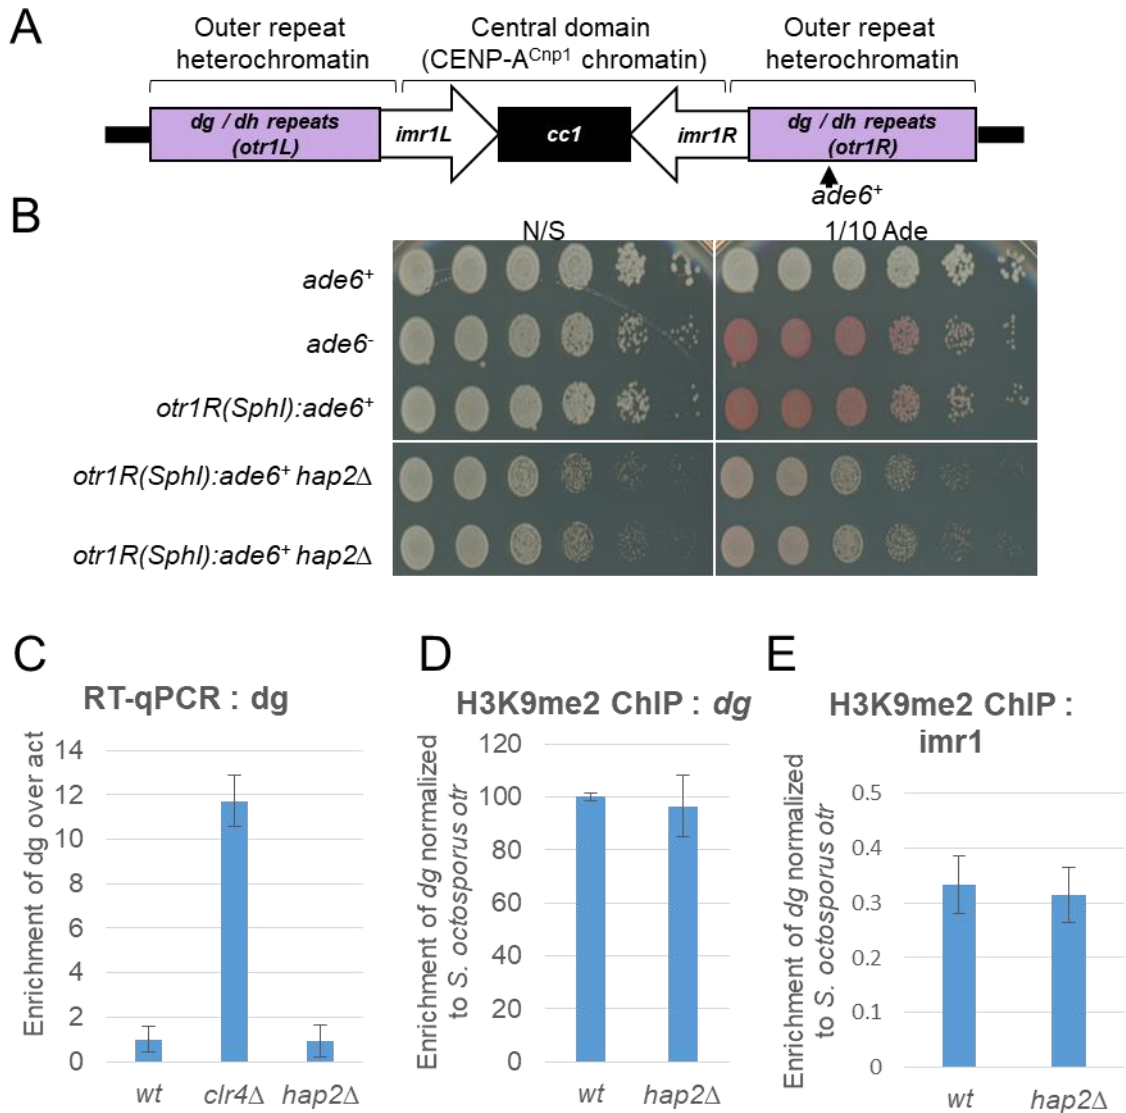 A
Outer repeat
heterochromatin
Central domain
(CENP-A^Cnp1 chromatin)
Outer repeat
heterochromatin
dg / dh repeats
(otr1L)
imr1L
cc1
imr1R
dg / dh repeats
(otr1R)
ade6+
B
N/S
1/10 Ade
ade6+
ade6-
otr1R(SphI):ade6+
otr1R(SphI):ade6+ hap2Δ
otr1R(SphI):ade6+ hap2Δ
C
RT-qPCR : dg
Enrichment of dg over act
14
12
10
8
6
4
2
0
wt
clr4Δ
hap2Δ
D
H3K9me2 ChIP : dg
Enrichment of dg normalized
to S. octosporus otr
120
100
80
60
40
20
0
wt
hap2Δ
E
H3K9me2 ChIP :
imr1
Enrichment of dg normalized
to S. octosporus otr
0.5
0.4
0.3
0.2
0.1
0
wt
hap2Δ